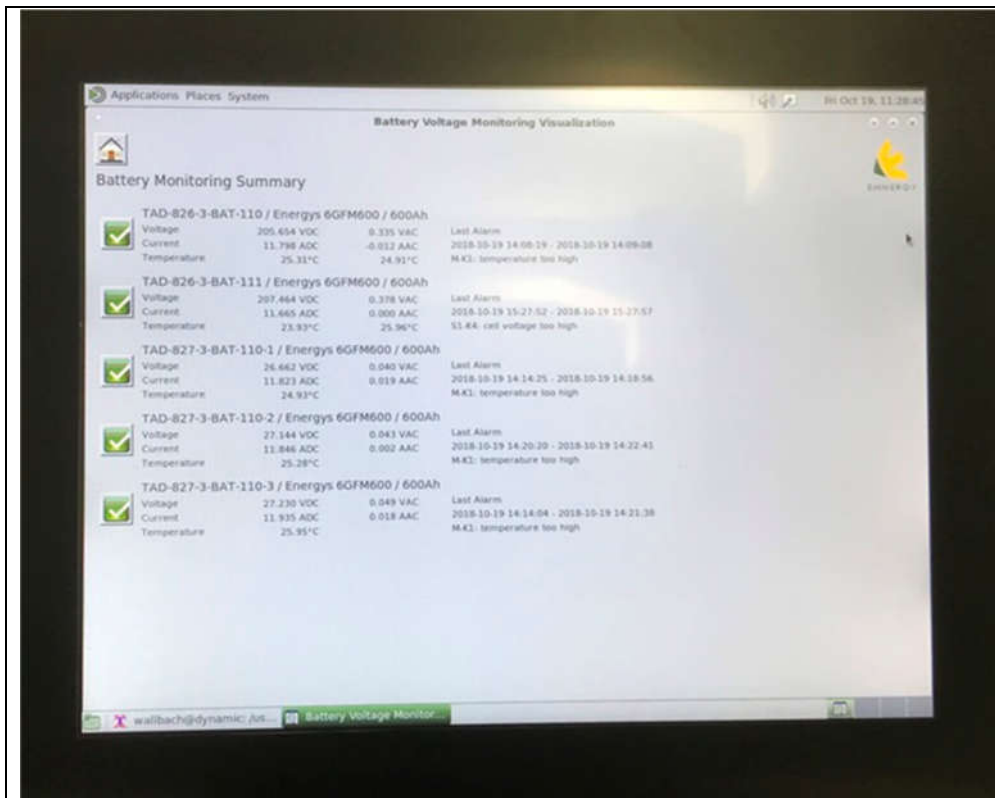 Applications Places System Fri Oct 19, 11:28:45
Battery Voltage Monitoring Visualization
EMNERGY
Battery Monitoring Summary
TAD-826-3-BAT-110 / Energys 6GFM600 / 600Ah
Voltage 205.654 VDC 0.335 VAC Last Alarm
Current 11.798 ADC -0.012 AAC 2018-10-19 14:08:19 - 2018-10-19 14:09:08
Temperature 25.31°C 24.91°C M-K1: temperature too high
TAD-826-3-BAT-111 / Energys 6GFM600 / 600Ah
Voltage 207.464 VDC 0.378 VAC Last Alarm
Current 11.665 ADC 0.000 AAC 2018-10-19 15:27:52 - 2018-10-19 15:27:57
Temperature 23.93°C 25.96°C S1-K4: cell voltage too high
TAD-827-3-BAT-110-1 / Energys 6GFM600 / 600Ah
Voltage 26.662 VDC 0.040 VAC Last Alarm
Current 11.823 ADC 0.019 AAC 2018-10-19 14:14:25 - 2018-10-19 14:18:56
Temperature 24.93°C M-K1: temperature too high
TAD-827-3-BAT-110-2 / Energys 6GFM600 / 600Ah
Voltage 27.144 VDC 0.043 VAC Last Alarm
Current 11.846 ADC 0.002 AAC 2018-10-19 14:20:20 - 2018-10-19 14:22:41
Temperature 25.28°C M-K1: temperature too high
TAD-827-3-BAT-110-3 / Energys 6GFM600 / 600Ah
Voltage 27.230 VDC 0.049 VAC Last Alarm
Current 11.935 ADC 0.018 AAC 2018-10-19 14:14:04 - 2018-10-19 14:21:38
Temperature 25.95°C M-K1: temperature too high
wallbach@dynamic: /us... Battery Voltage Monitor...